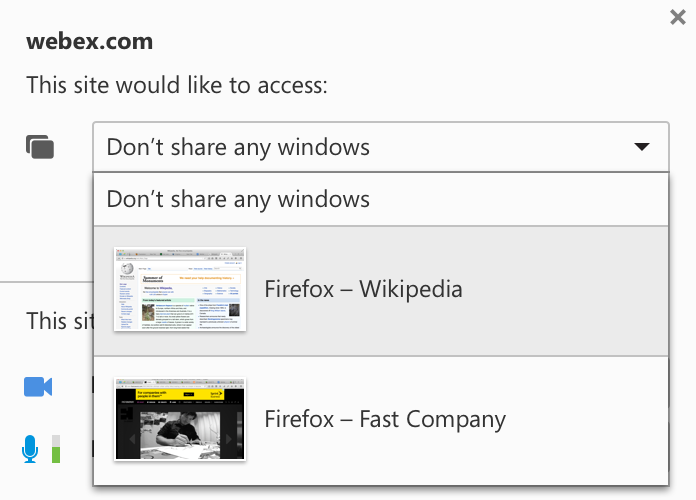 webex.com
This site would like to access:
Don’t share any windows
Don’t share any windows
Firefox – Wikipedia
This sit
Firefox – Fast Company